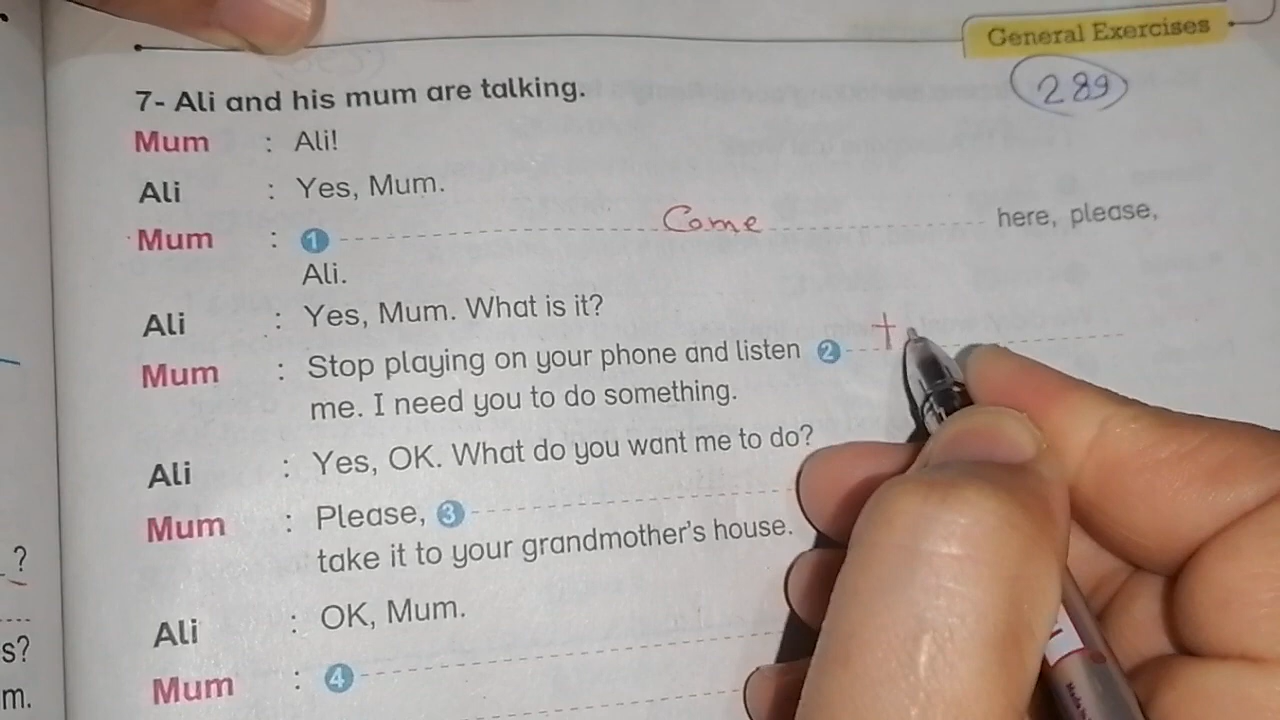 General Exercises
289
7- Ali and his mum are talking.
Mum : Ali!
Ali : Yes, Mum.
Mum : 1 Come here, please,
Ali.
Ali : Yes, Mum. What is it?
Mum : Stop playing on your phone and listen 2 t
me. I need you to do something.
Ali : Yes, OK. What do you want me to do?
Mum : Please, 3
take it to your grandmother's house.
Ali : OK, Mum.
Mum : 4
?
s?
m.